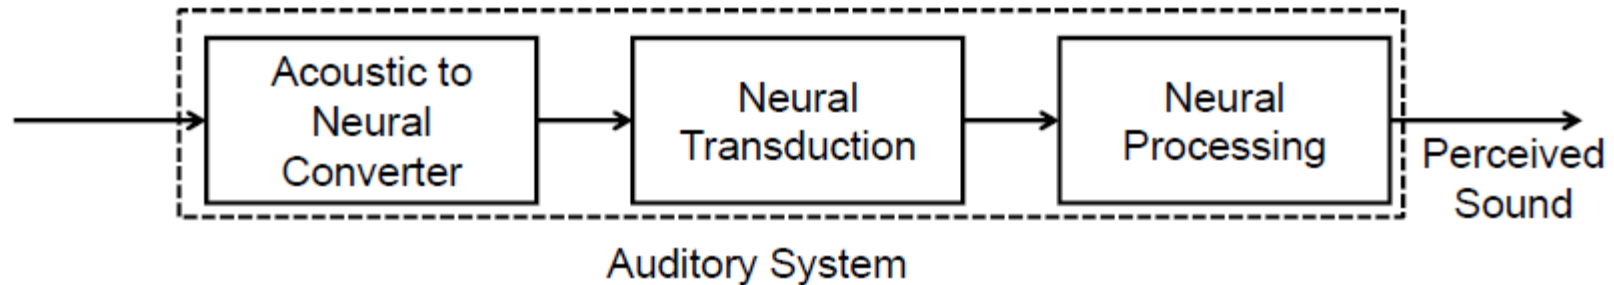 Acoustic to
Neural
Converter
Neural
Transduction
Neural
Processing
Perceived
Sound
Auditory System